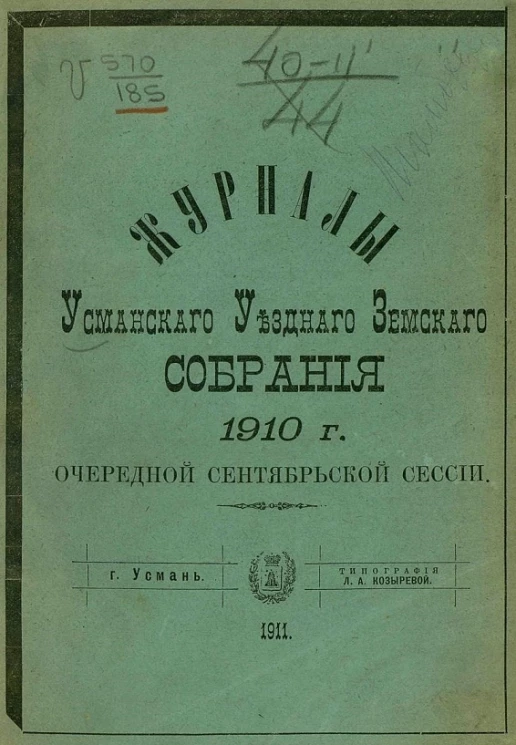 V 570
185
40-11
44
ЖУРНАЛЫ
Усманскаго Уѣзднаго Земскаго
СОБРАНІЯ
1910 г.
ОЧЕРЕДНОЙ СЕНТЯБРЬСКОЙ СЕССІИ.
г. Усмань.
ТИПОГРАФІЯ
Л. А. КОЗЫРЕВОЙ.
1911.